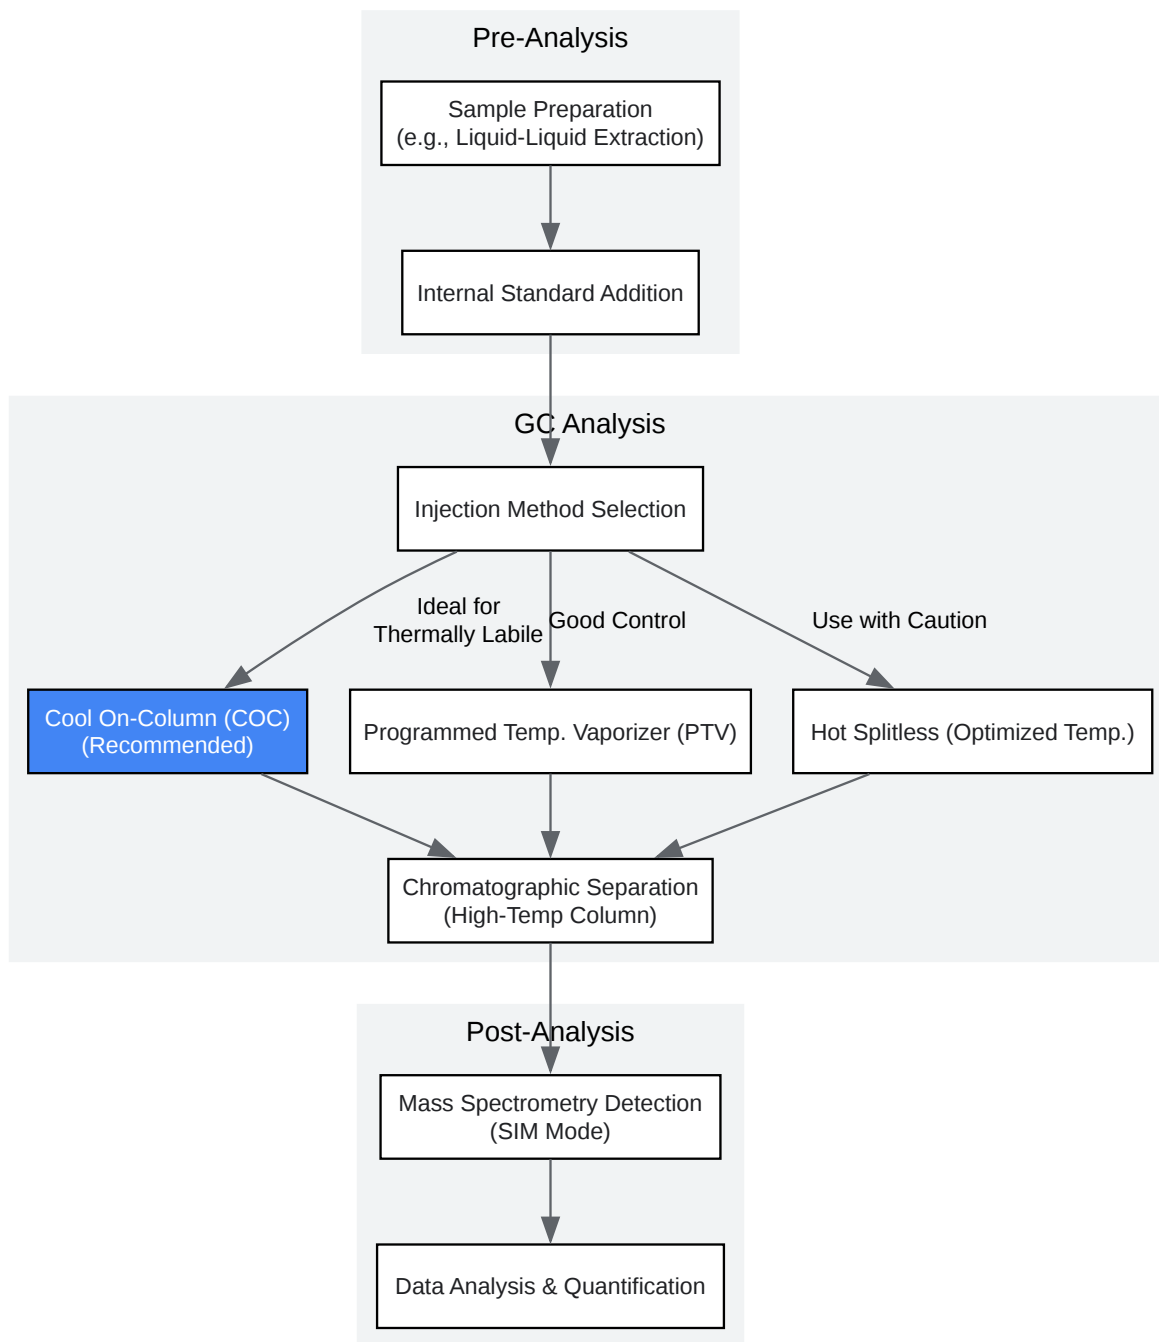 Pre-Analysis
Sample Preparation
(e.g., Liquid-Liquid Extraction)
Internal Standard Addition
GC Analysis
Injection Method Selection
Ideal for
Thermally Labile
Good Control
Use with Caution
Cool On-Column (COC)
(Recommended)
Programmed Temp. Vaporizer (PTV)
Hot Splitless (Optimized Temp.)
Chromatographic Separation
(High-Temp Column)
Post-Analysis
Mass Spectrometry Detection
(SIM Mode)
Data Analysis & Quantification